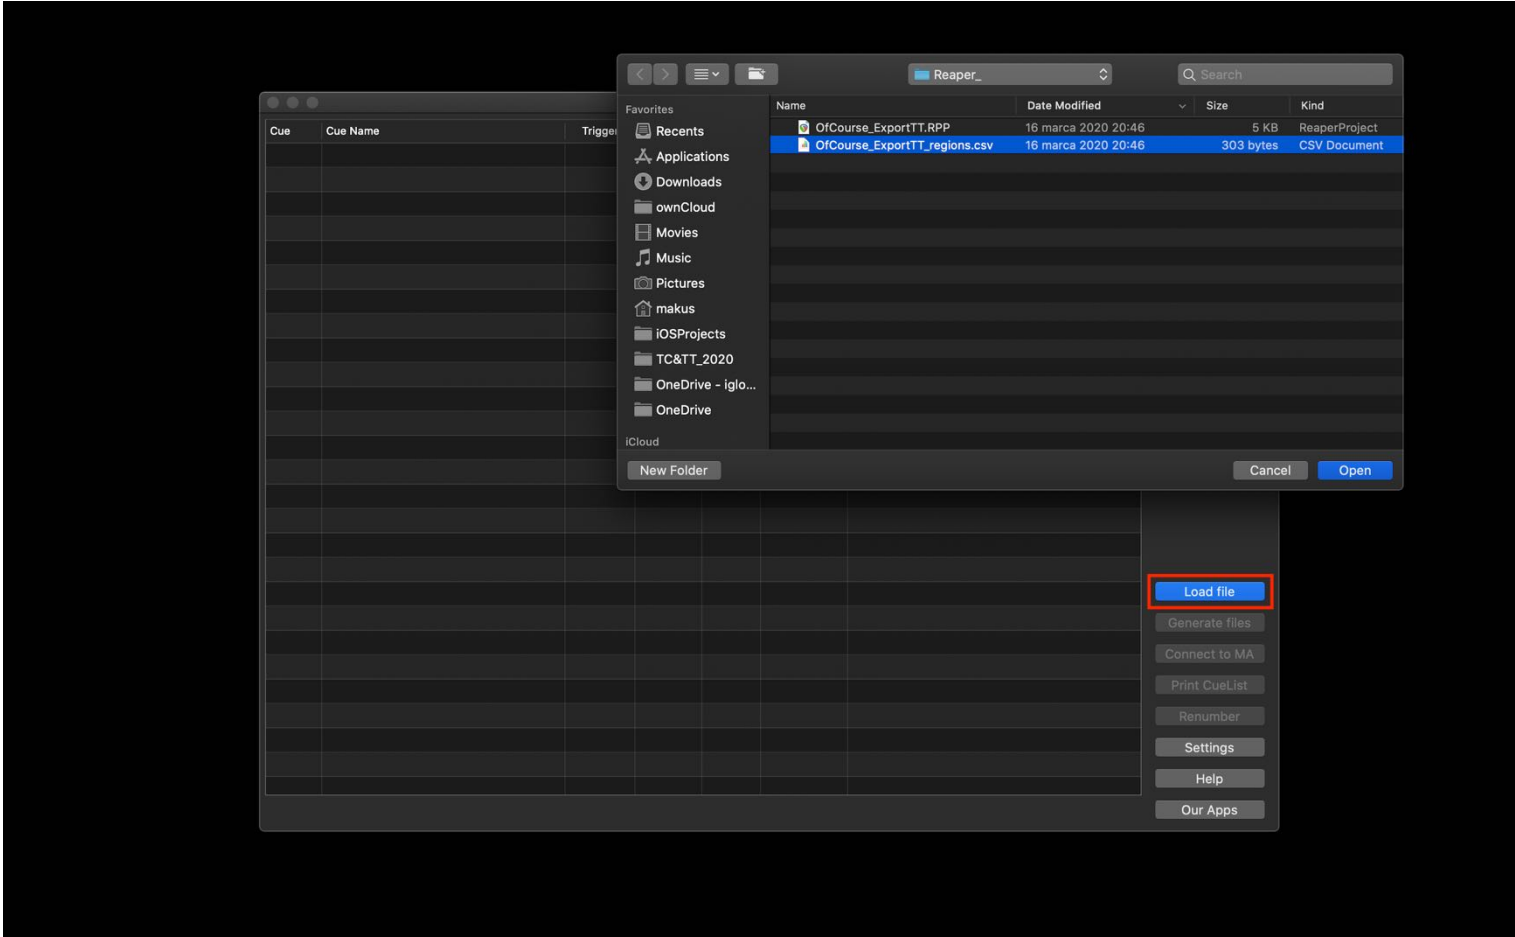 Reaper_
Search
Favorites
Name Date Modified Size Kind
Cue Cue Name Trigger
Recents
OfCourse_ExportTT.RPP 16 marca 2020 20:46 5 KB ReaperProject
OfCourse_ExportTT_regions.csv 16 marca 2020 20:46 303 bytes CSV Document
Applications
Downloads
ownCloud
Movies
Music
Pictures
makus
iOSProjects
TC&TT_2020
OneDrive - iglo...
OneDrive
iCloud
New Folder Cancel Open
Load file
Generate files
Connect to MA
Print CueList
Renumber
Settings
Help
Our Apps